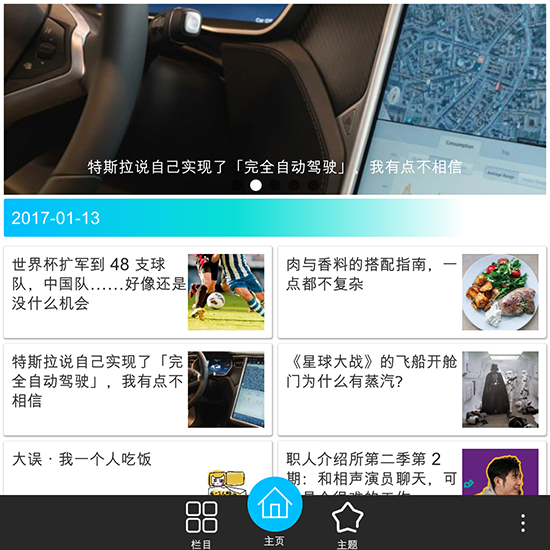 Car Off
Consumption
Trip
Average Range
特斯拉说自己实现了「完全自动驾驶」，我有点不相信
2017-01-13
世界杯扩军到 48 支球
队，中国队……好像还是
没什么机会
肉与香料的搭配指南，一
点都不复杂
特斯拉说自己实现了「完
全自动驾驶」，我有点不
相信
《星球大战》的飞船开舱
门为什么有蒸汽?
大误 · 我一个人吃饭
职人介绍所第二季第 2
期：和相声演员聊天，可
栏目
主页
主题